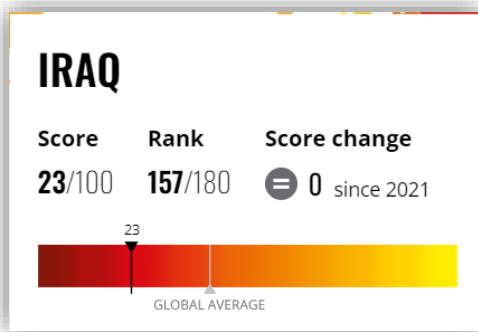 IRAQ
Score Rank Score change
23/100 157/180 = 0 since 2021
23
GLOBAL AVERAGE